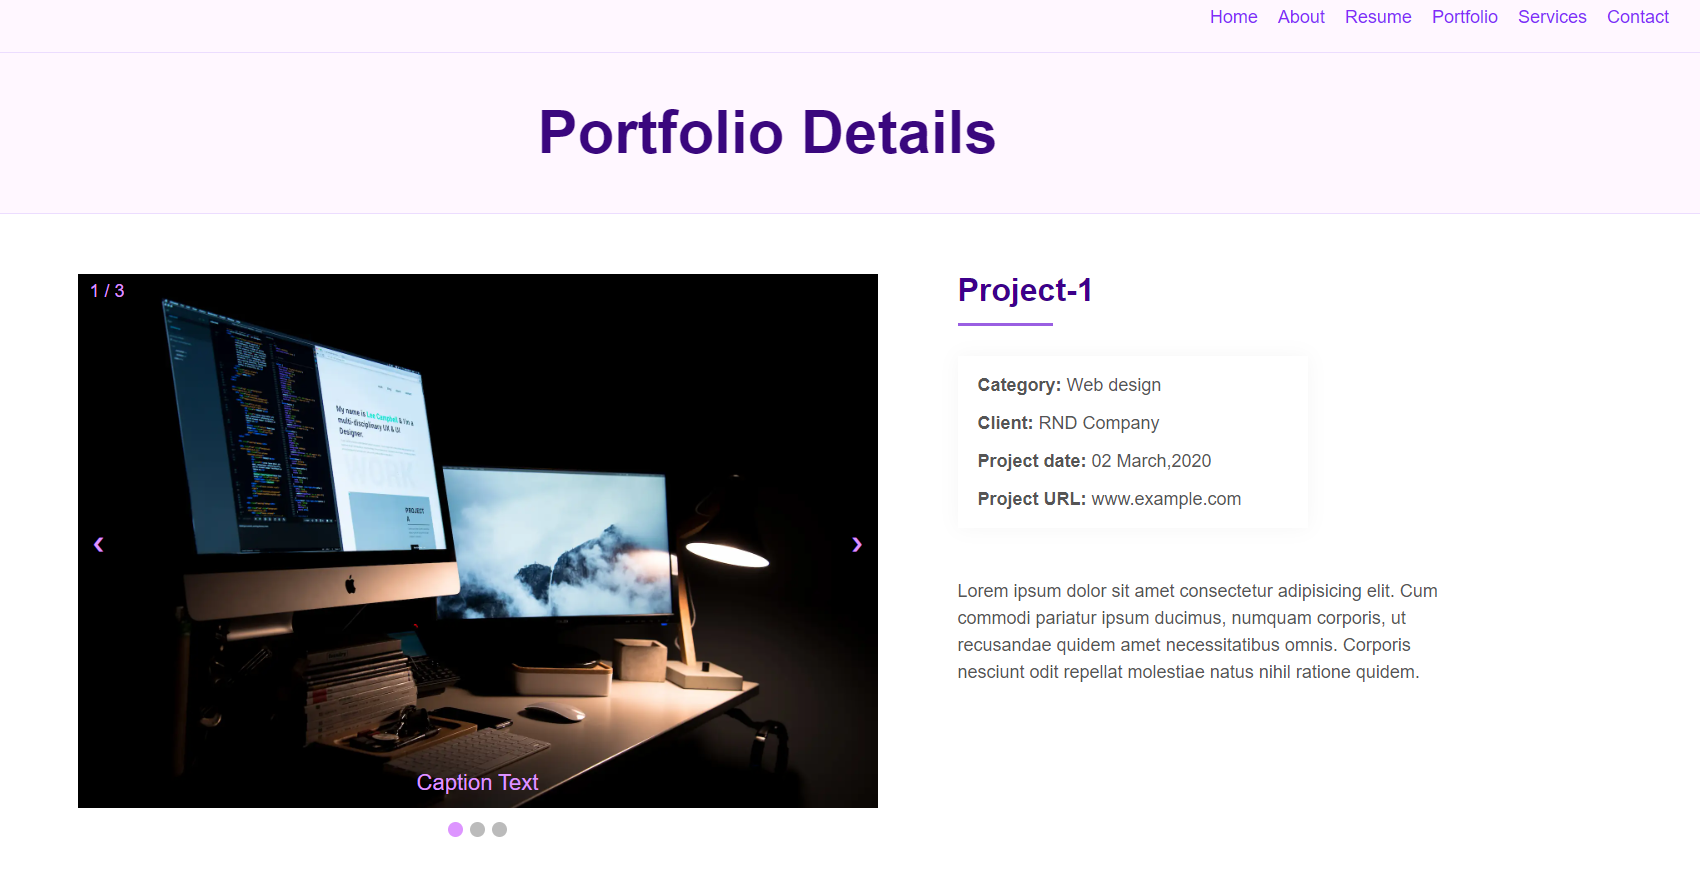 Home About Resume Portfolio Services Contact
Portfolio Details
1 / 3
My name is Lee Campbell & I'm a
multi-disciplinary UX & UI
Designer.
PROJECT
Caption Text
Project-1
Category: Web design
Client: RND Company
Project date: 02 March,2020
Project URL: www.example.com
Lorem ipsum dolor sit amet consectetur adipisicing elit. Cum
commodi pariatur ipsum ducimus, numquam corporis, ut
recusandae quidem amet necessitatibus omnis. Corporis
nesciunt odit repellat molestiae natus nihil ratione quidem.